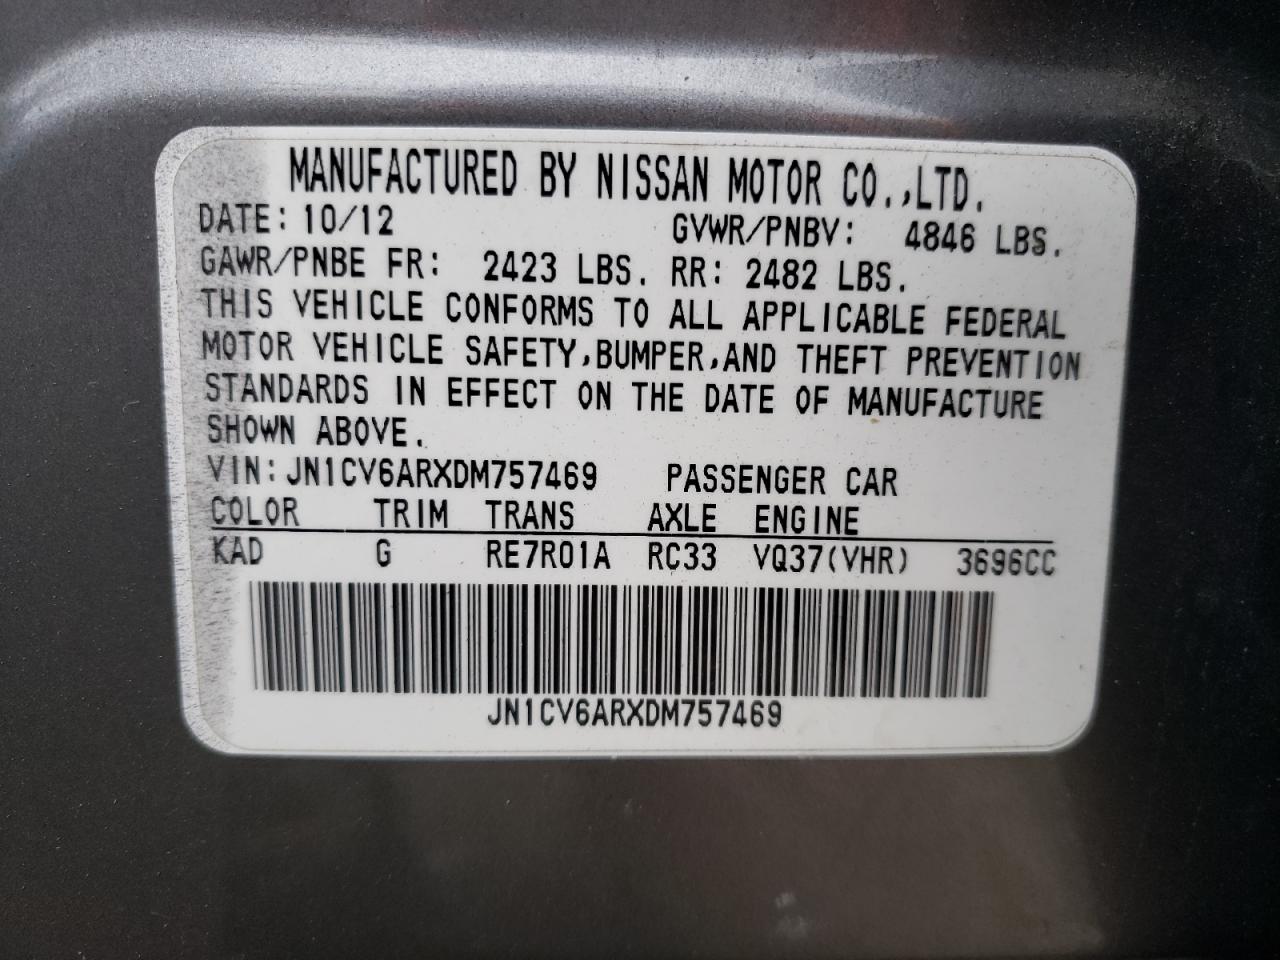 MANUFACTURED BY NISSAN MOTOR CO.,LTD.
DATE: 10/12 GVWR/PNBV: 4846 LBS.
GAWR/PNBE FR: 2423 LBS. RR: 2482 LBS.
THIS VEHICLE CONFORMS TO ALL APPLICABLE FEDERAL
MOTOR VEHICLE SAFETY,BUMPER,AND THEFT PREVENTION
STANDARDS IN EFFECT ON THE DATE OF MANUFACTURE
SHOWN ABOVE.
VIN: JN1CV6ARXDM757469 PASSENGER CAR
COLOR TRIM TRANS AXLE ENGINE
KAD G RE7R01A RC33 VQ37(VHR) 3696CC
JN1CV6ARXDM757469